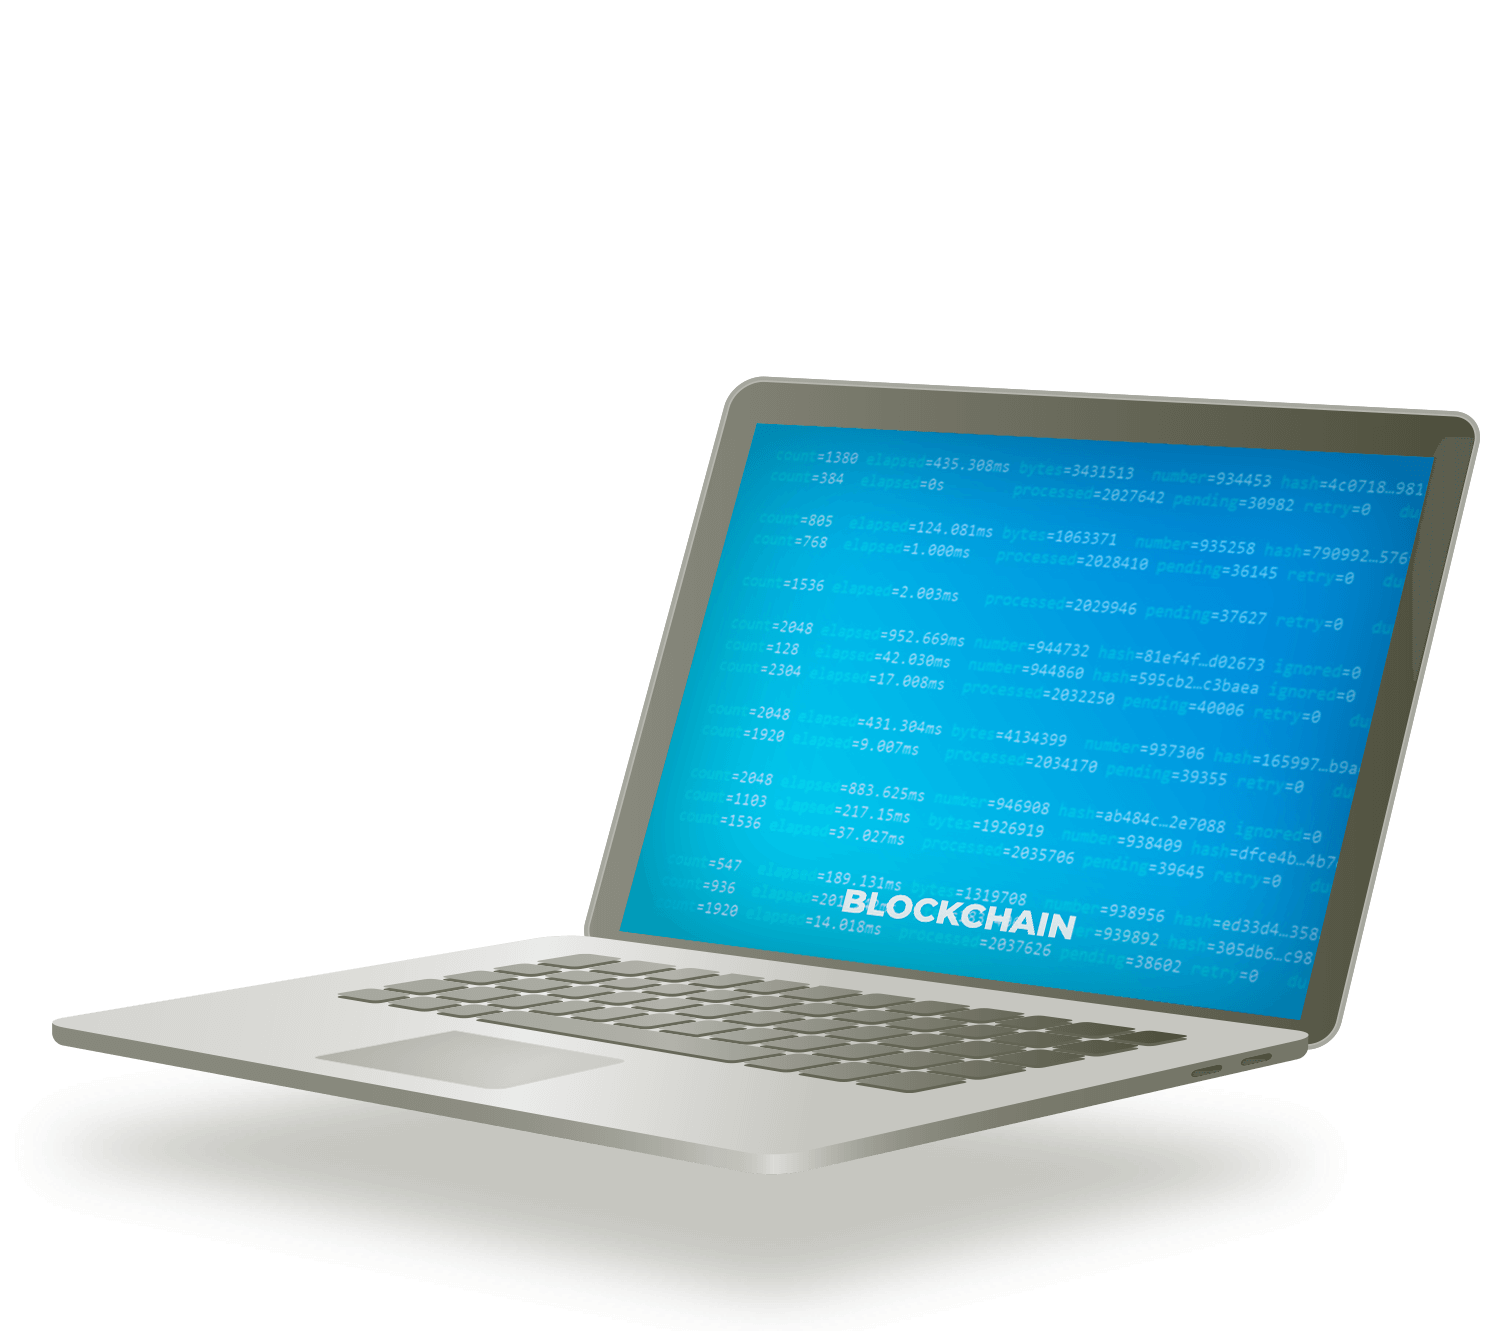 count=1380 elapsed=435.308ms bytes=3431513 number=934453 hash=4c0718…981
count=384 elapsed=0s processed=2027642 pending=30982 retry=0 du
count=805 elapsed=124.081ms bytes=1063371 number=935258 hash=790992…576
count=768 elapsed=1.000ms processed=2028410 pending=36145 retry=0 du
count=1536 elapsed=2.003ms processed=2029946 pending=37627 retry=0 du
count=2048 elapsed=952.669ms number=944732 hash=81ef4f…d02673 ignored=0
count=128 elapsed=42.030ms number=944860 hash=595cb2…c3baea ignored=0
count=2304 elapsed=17.008ms processed=2032250 pending=40006 retry=0 du
count=2048 elapsed=431.304ms bytes=4134399 number=937306 hash=165997…b9a
count=1920 elapsed=9.007ms processed=2034170 pending=39355 retry=0 du
count=2048 elapsed=883.625ms number=946908 hash=ab484c…2e7088 ignored=0
count=1103 elapsed=217.15ms bytes=1926919 number=938409 hash=dfce4b…4b7
count=1536 elapsed=37.027ms processed=2035706 pending=39645 retry=0 du
count=547 elapsed=189.131ms bytes=1319708 number=938956 hash=ed33d4…358
count=936 number=939892 hash=305db6…c98
count=1920 elapsed=14.018ms processed=2037626 pending=38602 retry=0 du
BLOCKCHAIN